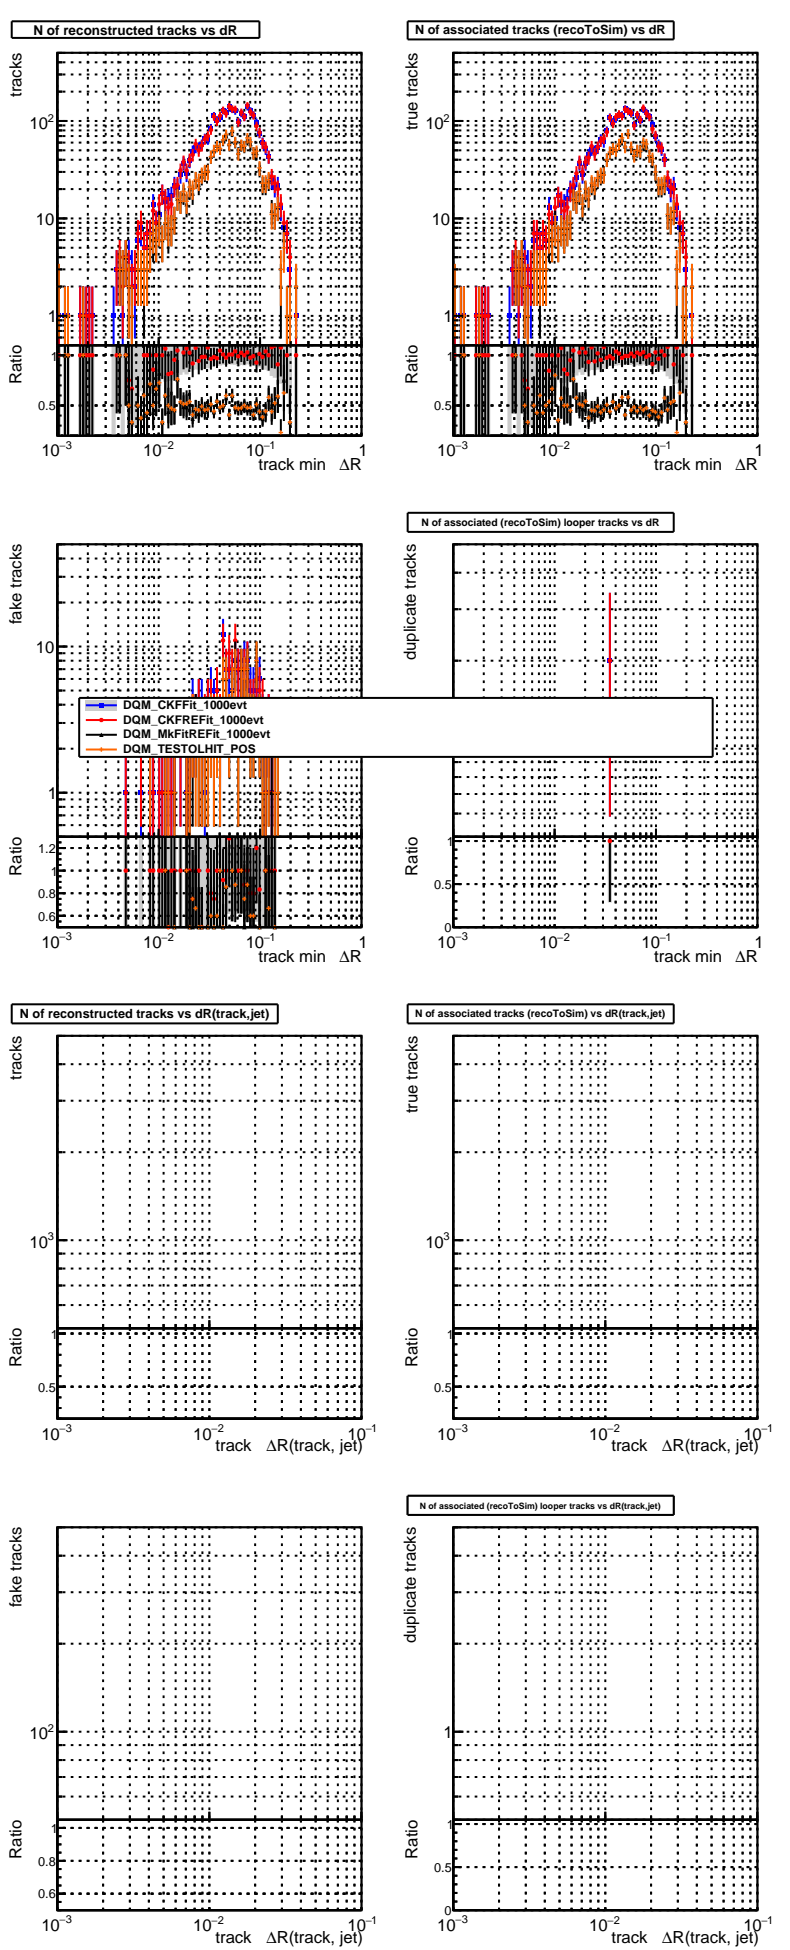 N of reconstructed tracks vs dR
tracks
10²
10
1
Ratio
1
0.5
10⁻³ 10⁻² 10⁻¹ 1
track min ΔR
N of associated tracks (recoToSim) vs dR
true tracks
10²
10
1
Ratio
1
0.5
10⁻³ 10⁻² 10⁻¹ 1
track min ΔR
fake tracks
10
1
Ratio
1.2
1
0.8
0.6
10⁻³ 10⁻² 10⁻¹ 1
track min ΔR
N of associated (recoToSim) looper tracks vs dR
duplicate tracks
Ratio
1
0.5
0
10⁻³ 10⁻² 10⁻¹ 1
track min ΔR
DQM_CKFFit_1000evt
DQM_CKFREFit_1000evt
DQM_MkFitREFit_1000evt
DQM_TESTOLHIT_POS
N of reconstructed tracks vs dR(track,jet)
tracks
10³
Ratio
1
0.5
10⁻³ 10⁻² 10⁻¹
track ΔR(track, jet)
N of associated tracks (recoToSim) vs dR(track,jet)
true tracks
10³
Ratio
1
0.5
10⁻³ 10⁻² 10⁻¹
track ΔR(track, jet)
fake tracks
10²
Ratio
1
0.8
0.6
10⁻³ 10⁻² 10⁻¹
track ΔR(track, jet)
N of associated (recoToSim) looper tracks vs dR(track,jet)
duplicate tracks
1
Ratio
1
0.5
0
10⁻³ 10⁻² 10⁻¹
track ΔR(track, jet)